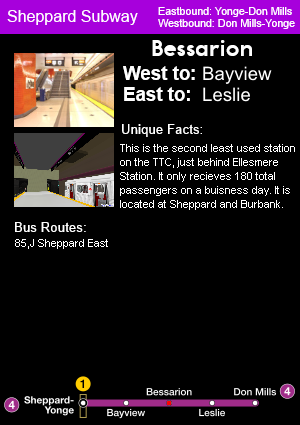 Sheppard Subway
Eastbound: Yonge-Don Mills
Westbound: Don Mills-Yonge
Bessarion
West to: Bayview
East to: Leslie
Unique Facts:
This is the second least used station
on the TTC, just behind Ellesmere
Station. It only recieves 180 total
passengers on a buisness day. It is
located at Sheppard and Burbank.
Bus Routes:
85,J Sheppard East
1
Bessarion
Don Mills
4
4
Sheppard-
Yonge
Bayview
Leslie